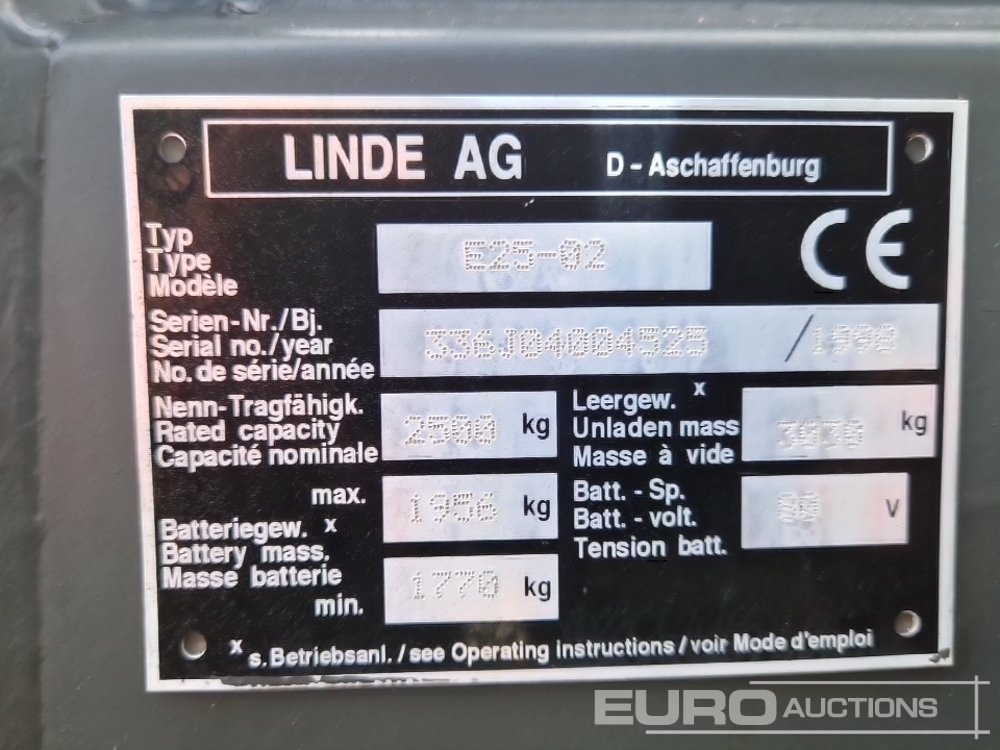 LINDE AG D - Aschaffenburg
Typ
Type
Modèle
E25-02
CE
Serien-Nr./Bj.
Serial no./year
No. de série/année
336J04004525 / 1998
Nenn-Tragfähigk.
Rated capacity
Capacité nominale
2500 kg
Leergew. x
Unladen mass
Masse à vide
3030 kg
max. 1956 kg
Batteriegew. x
Battery mass.
Masse batterie
min. 1770 kg
Batt. - Sp.
Batt. - volt.
Tension batt.
V
x s. Betriebsanl. / see Operating instructions / voir Mode d'emploi
EURO AUCTIONS